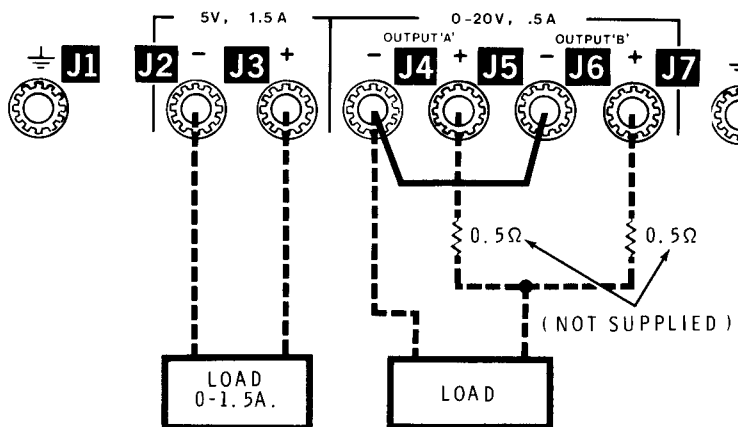 5V, 1.5A
0-20V, .5A
OUTPUT'A'
OUTPUT'B'
J1 J2 - J3 + - J4 + J5 - J6 + J7
0.5Ω
0.5Ω
(NOT SUPPLIED)
LOAD
0-1.5A.
LOAD